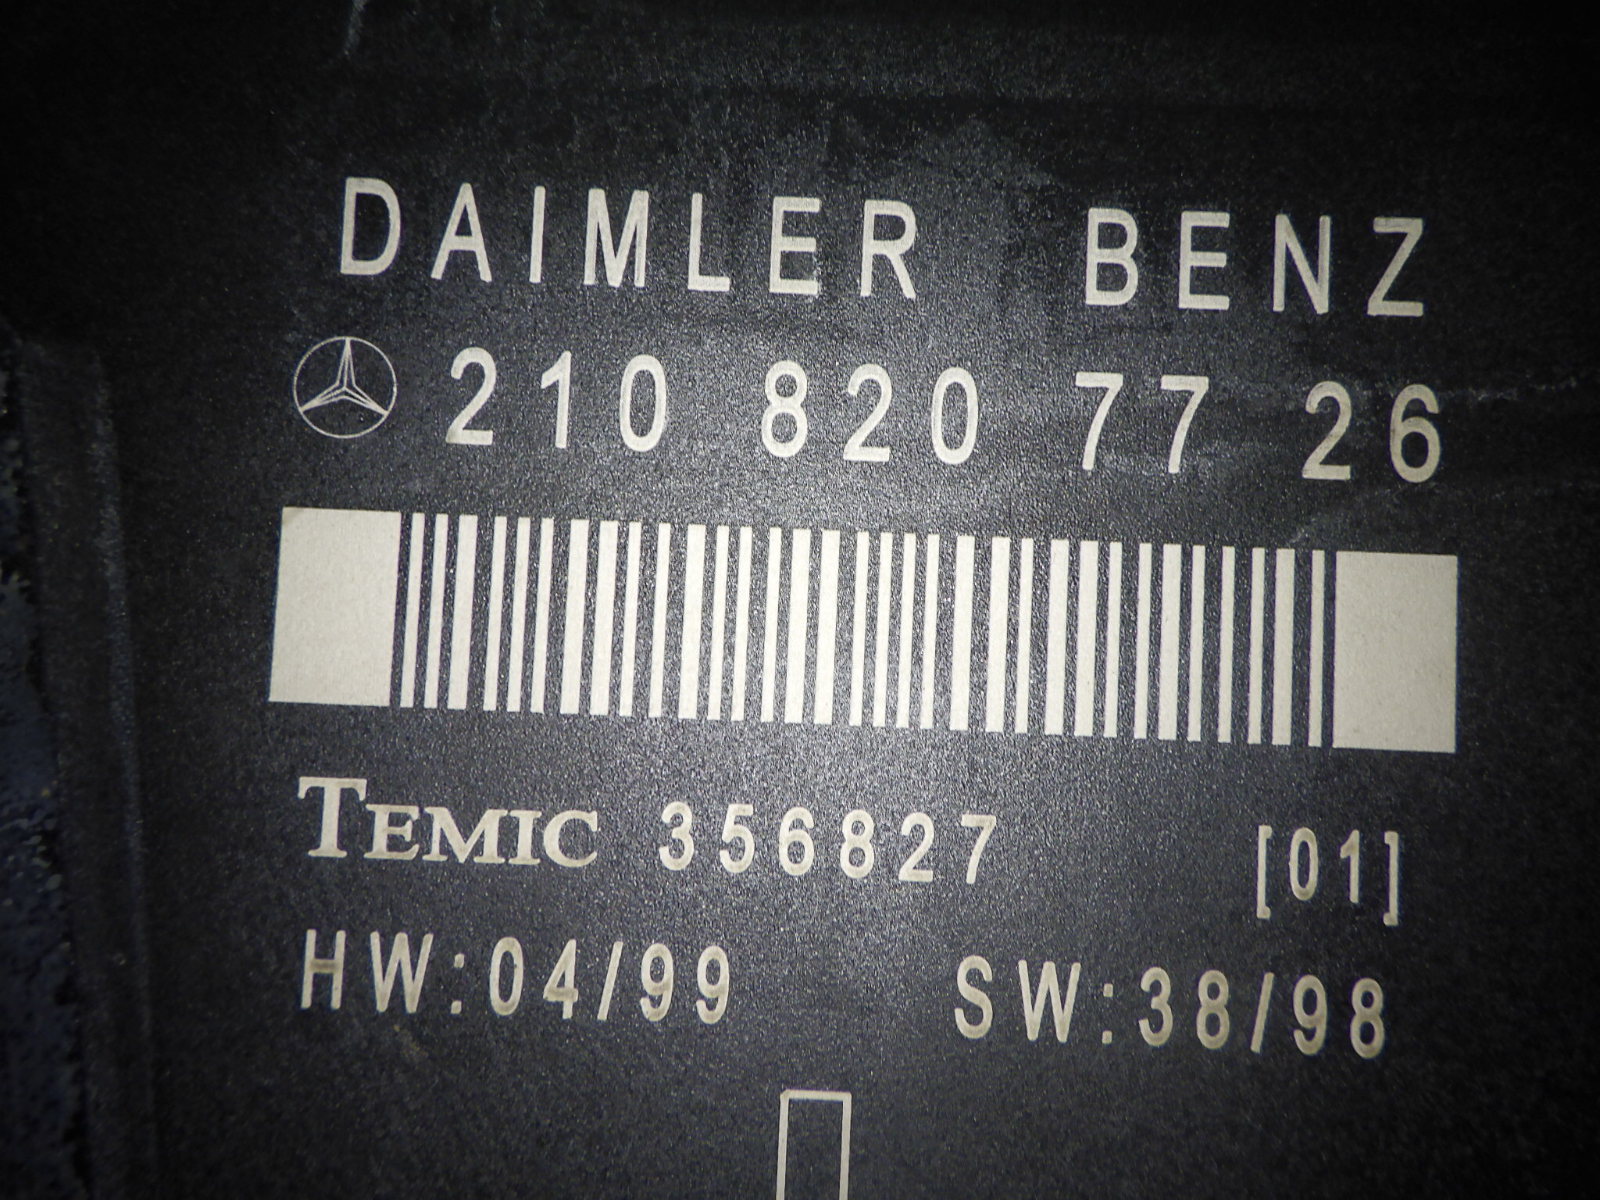 DAIMLER BENZ
210 820 77 26
TEMIC 356827 [01]
HW:04/99 SW:38/98